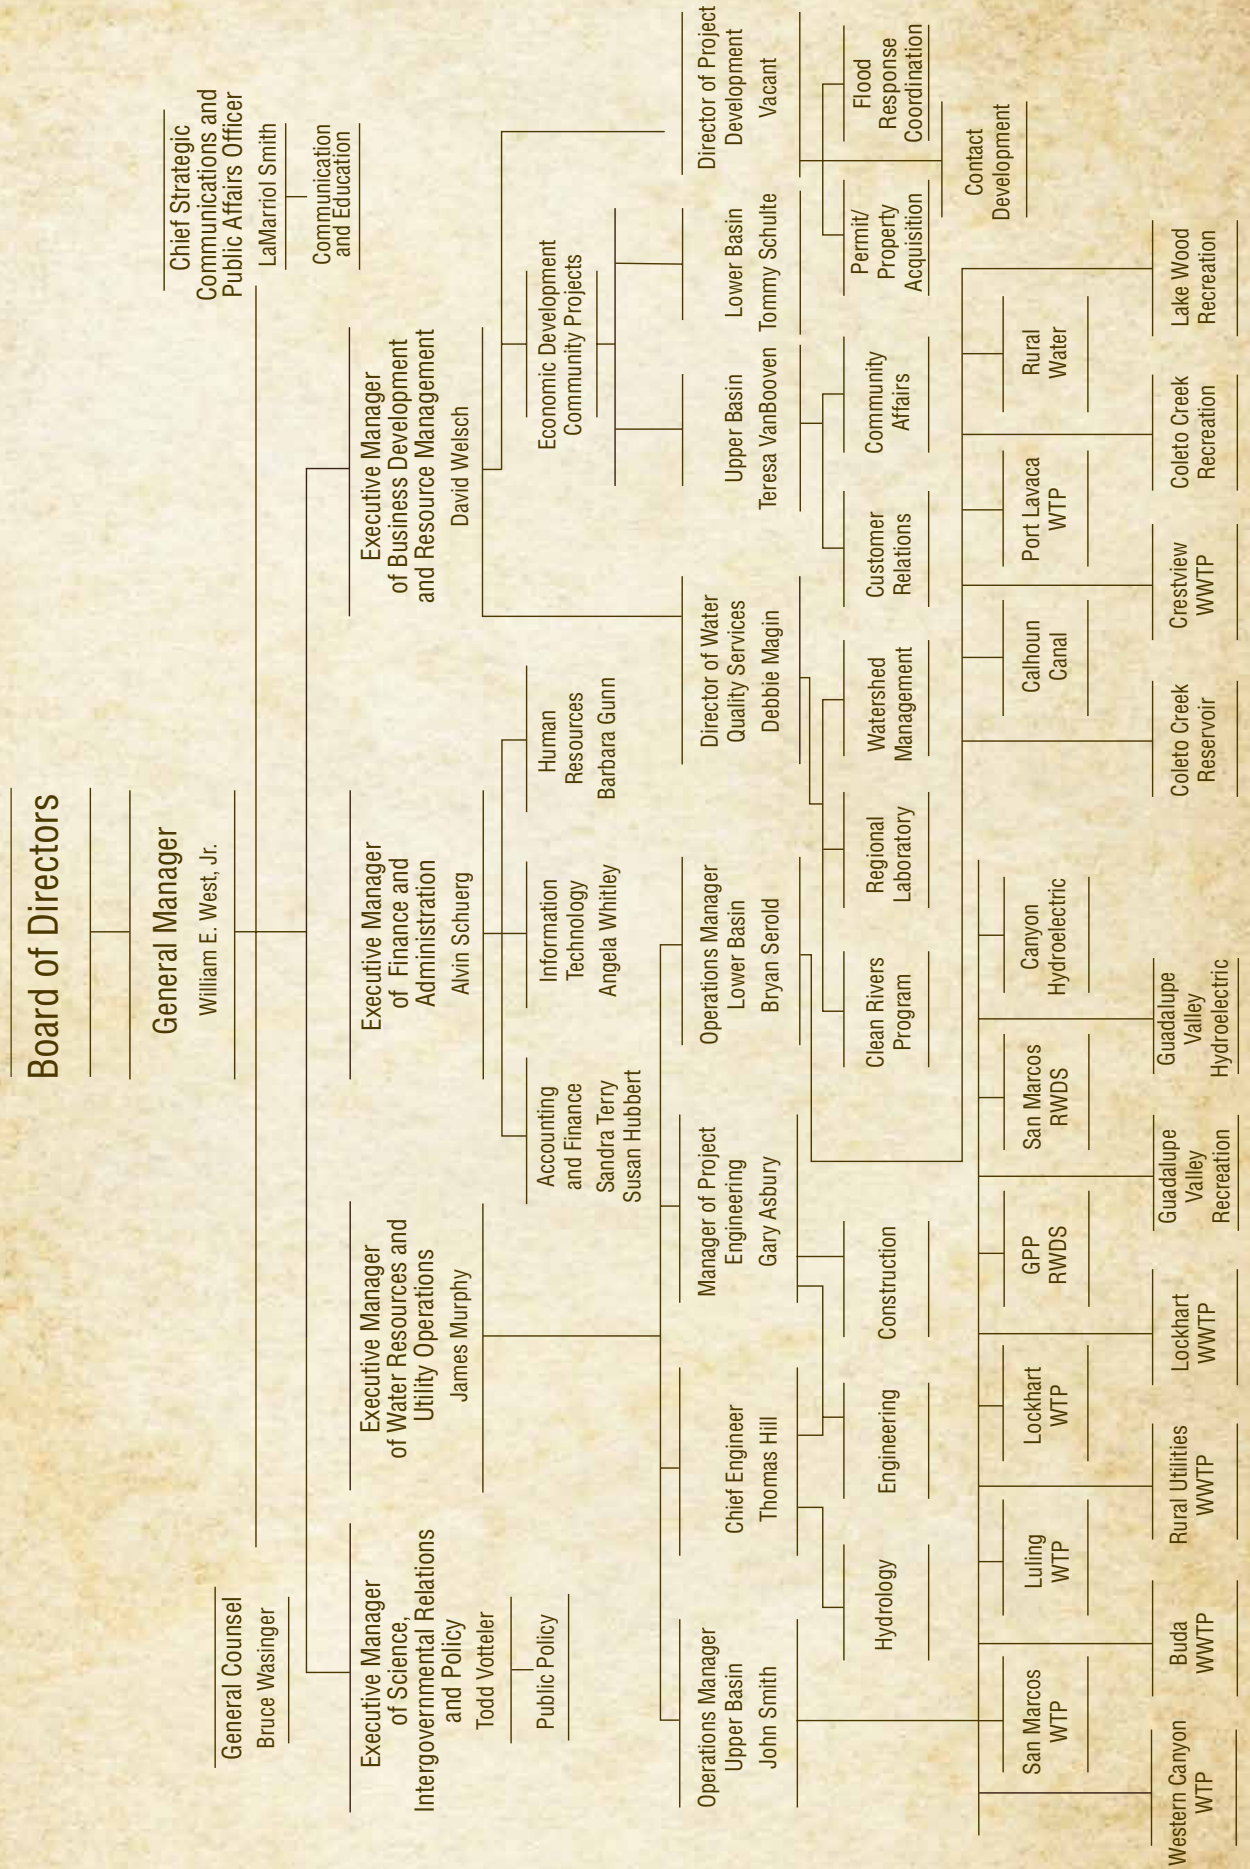 Board of Directors
General Manager
William E. West, Jr.
General Counsel
Bruce Wasinger
Chief Strategic
Communications and
Public Affairs Officer
LaMarriol Smith
Communication
and Education
Executive Manager
of Science,
Intergovernmental Relations
and Policy
Todd Votteler
Public Policy
Executive Manager
of Water Resources and
Utility Operations
James Murphy
Executive Manager
of Finance and
Administration
Alvin Schuerg
Executive Manager
of Business Development
and Resource Management
David Welsch
Accounting
and Finance
Sandra Terry
Susan Hubbert
Information
Technology
Angela Whitley
Human
Resources
Barbara Gunn
Economic Development
Community Projects
Operations Manager
Upper Basin
John Smith
Chief Engineer
Thomas Hill
Manager of Project
Engineering
Gary Asbury
Operations Manager
Lower Basin
Bryan Serold
Director of Water
Quality Services
Debbie Magin
Upper Basin
Teresa VanBooven
Lower Basin
Tommy Schulte
Director of Project
Development
Vacant
Hydrology
Engineering
Construction
Clean Rivers
Program
Regional
Laboratory
Watershed
Management
Customer
Relations
Community
Affairs
Permit/
Property
Acquisition
Flood
Response
Coordination
Contact
Development
San Marcos
WTP
Luling
WTP
Lockhart
WTP
GPP
RWDS
San Marcos
RWDS
Canyon
Hydroelectric
Calhoun
Canal
Port Lavaca
WTP
Rural
Water
Western Canyon
WTP
Buda
WWTP
Rural Utilities
WWTP
Lockhart
WWTP
Guadalupe
Valley
Recreation
Guadalupe
Valley
Hydroelectric
Coleto Creek
Reservoir
Crestview
WWTP
Coleto Creek
Recreation
Lake Wood
Recreation